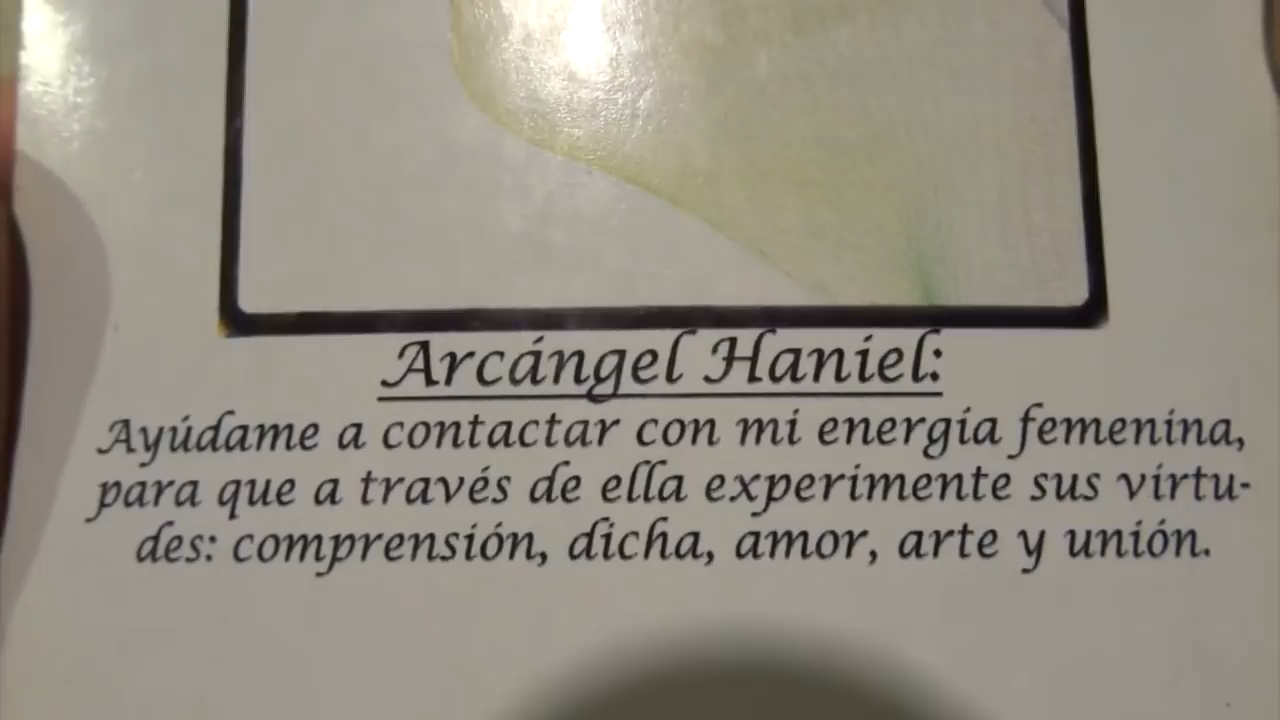 Arcángel Haniel:
Ayúdame a contactar con mi energía femenina,
para que a través de ella experimente sus virtu-
des: comprensión, dicha, amor, arte y unión.